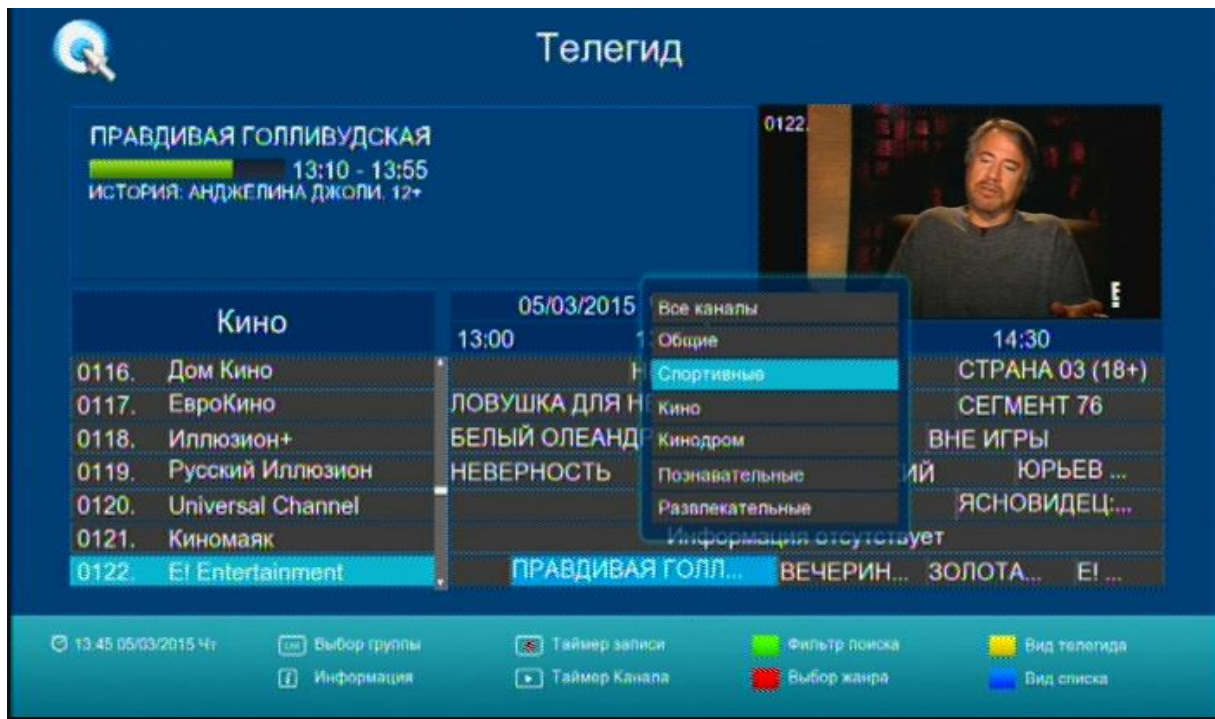 Телегид
ПРАВДИВАЯ ГОЛЛИВУДСКАЯ
13:10 - 13:55
ИСТОРИЯ: АНДЖЕЛИНА ДЖОЛИ. 12+
0122.
E!
Кино
05/03/2015
13:00
14:30
Все каналы
Общие
Спортивные
Кино
Кинодром
Познавательные
Развлекательные
0116. Дом Кино
СТРАНА 03 (18+)
0117. ЕвроКино
ЛОВУШКА ДЛЯ
СЕГМЕНТ 76
0118. Иллюзион+
БЕЛЫЙ ОЛЕАНДР
ВНЕ ИГРЫ
0119. Русский Иллюзион
НЕВЕРНОСТЬ
ИЙ ЮРЬЕВ ...
0120. Universal Channel
ЯСНОВИДЕЦ:...
0121. Киномаяк
Информация отсутствует
0122. E! Entertainment
ПРАВДИВАЯ ГОЛЛ... ВЕЧЕРИН... ЗОЛОТА... E! ...
13:45 05/03/2015 Чт
Выбор группы
Таймер записи
Фильтр поиска
Вид телегида
Информация
Таймер Канала
Выбор жанра
Вид списка